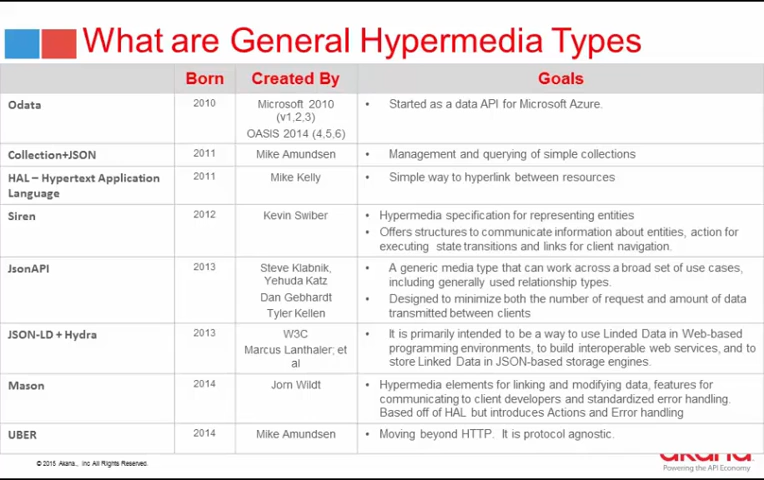 What are General Hypermedia Types
Born Created By Goals
Odata 2010 Microsoft 2010 (v1,2,3) OASIS 2014 (4,5,6) • Started as a data API for Microsoft Azure.
Collection+JSON 2011 Mike Amundsen • Management and querying of simple collections
HAL – Hypertext Application Language 2011 Mike Kelly • Simple way to hyperlink between resources
Siren 2012 Kevin Swiber • Hypermedia specification for representing entities
• Offers structures to communicate information about entities, action for
executing state transitions and links for client navigation.
JsonAPI 2013 Steve Klabnik, Yehuda Katz Dan Gebhardt Tyler Kellen • A generic media type that can work across a broad set of use cases,
including generally used relationship types.
• Designed to minimize both the number of request and amount of data
transmitted between clients
JSON-LD + Hydra 2013 W3C Marcus Lanthaler; et al • It is primarily intended to be a way to use Linded Data in Web-based
programming environments, to build interoperable web services, and to
store Linked Data in JSON-based storage engines.
Mason 2014 Jorn Wildt • Hypermedia elements for linking and modifying data, features for
communicating to client developers and standardized error handling.
Based off of HAL but introduces Actions and Error handling
UBER 2014 Mike Amundsen • Moving beyond HTTP. It is protocol agnostic.
© 2015 Akana., Inc All Rights Reserved.
akana
Powering the API Economy